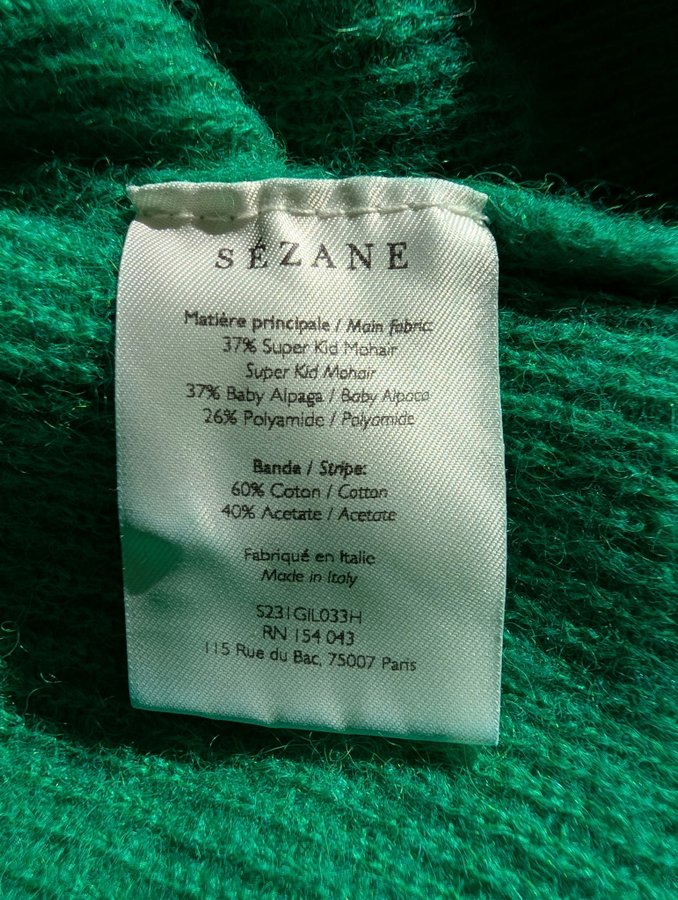 SÉZANE
Matière principale / Main fabric:
37% Super Kid Mohair
Super Kid Mohair
37% Baby Alpaga / Baby Alpaca
26% Polyamide / Polyamide
Bande / Stripe:
60% Coton / Cotton
40% Acetate / Acetate
Fabriqué en Italie
Made in Italy
S231GIL033H
RN 154 043
115 Rue du Bac, 75007 Paris